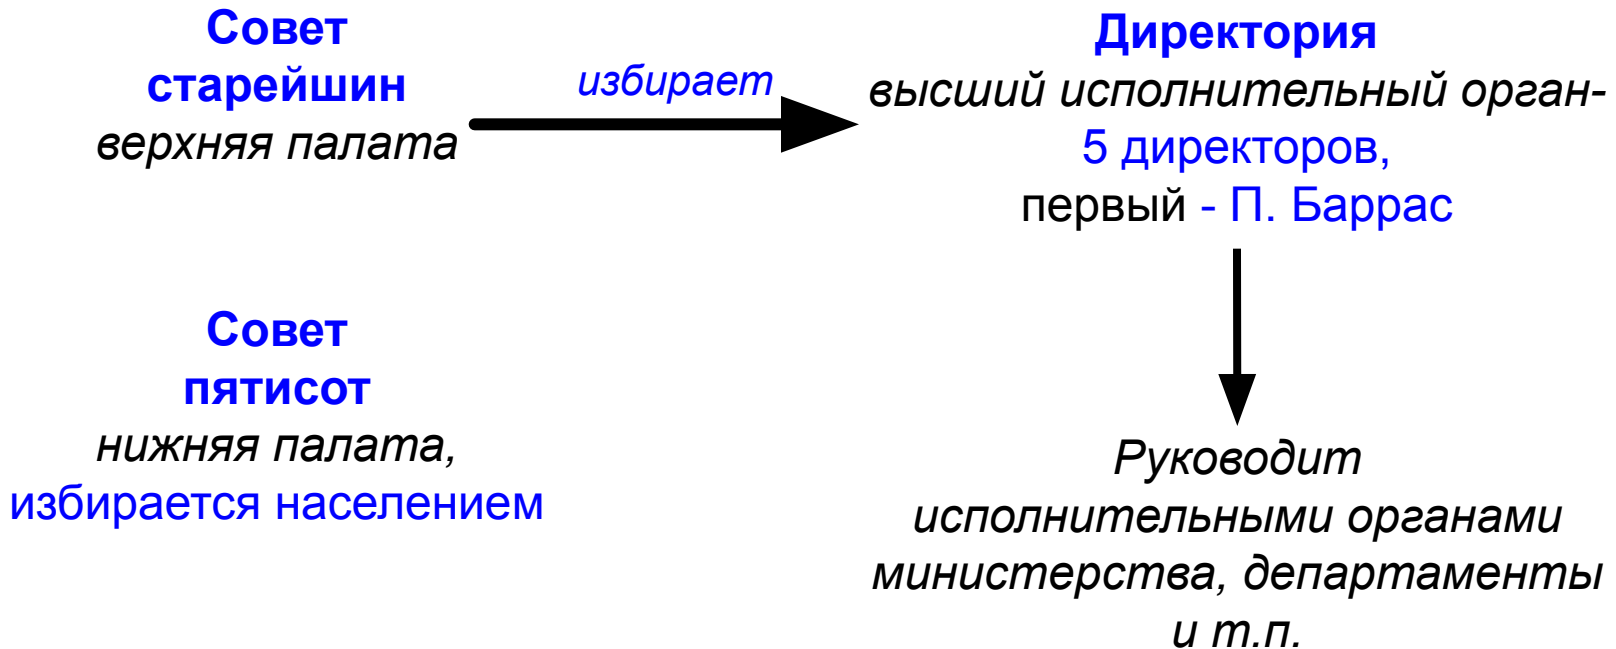 Совет
старейшин
верхняя палата
избирает
Директория
высший исполнительный орган-
5 директоров,
первый - П. Баррас
Совет
пятисот
нижняя палата,
избирается населением
Руководит
исполнительными органами
министерства, департаменты
и т.п.